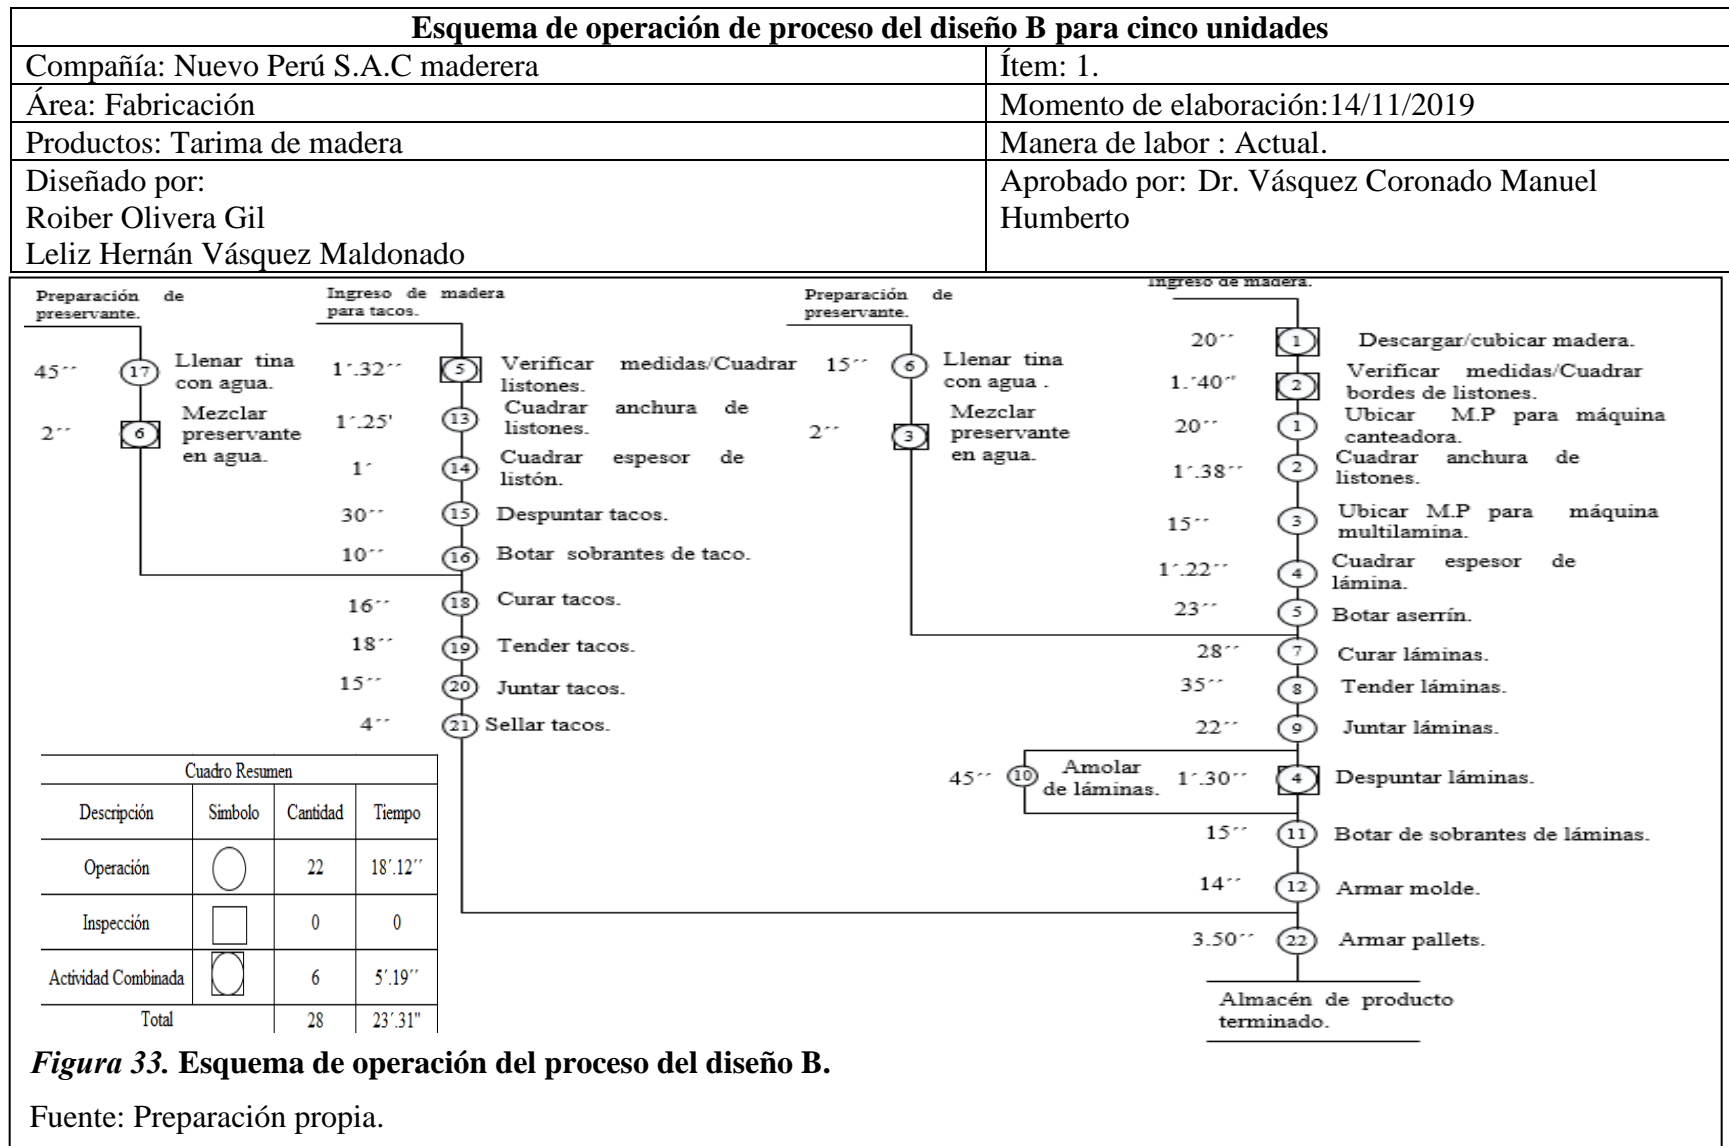 Esquema de operación de proceso del diseño B para cinco unidades
Compañía: Nuevo Perú S.A.C maderera
Ítem: 1.
Área: Fabricación
Momento de elaboración:14/11/2019
Productos: Tarima de madera
Manera de labor : Actual.
Diseñado por:
Roiber Olivera Gil
Leliz Hernán Vásquez Maldonado
Aprobado por: Dr. Vásquez Coronado Manuel
Humberto
Preparación de
preservante.
45´´ 17 Llenar tina
con agua.
2´´ 6 Mezclar
preservante
en agua.
Ingreso de madera
para tacos.
1´.32´´ 5 Verificar medidas/Cuadrar
listones.
1´.25' 13 Cuadrar anchura de
listones.
1´ 14 Cuadrar espesor de
listón.
30´´ 15 Despuntar tacos.
10´´ 16 Botar sobrantes de taco.
16´´ 18 Curar tacos.
18´´ 19 Tender tacos.
15´´ 20 Juntar tacos.
4´´ 21 Sellar tacos.
Preparación de
preservante.
15´´ 6 Llenar tina
con agua .
2´´ 3 Mezclar
preservante
en agua.
Ingreso de madera.
20´´ 1 Descargar/cubicar madera.
1.´40" 2 Verificar medidas/Cuadrar
bordes de listones.
20´´ 1 Ubicar M.P para máquina
canteadora.
1´.38´´ 2 Cuadrar anchura de
listones.
15´´ 3 Ubicar M.P para máquina
multilamina.
1´.22´´ 4 Cuadrar espesor de
lámina.
23´´ 5 Botar aserrín.
28´´ 7 Curar láminas.
35´´ 8 Tender láminas.
22´´ 9 Juntar láminas.
45´´ 10 Amolar
de láminas.
1´.30´´ 4 Despuntar láminas.
15´´ 11 Botar de sobrantes de láminas.
14´´ 12 Armar molde.
3.50´´ 22 Armar pallets.
Almacén de producto
terminado.
Cuadro Resumen
Descripción Simbolo Cantidad Tiempo
Operación 22 18´.12´´
Inspección 0 0
Actividad Combinada 6 5´.19´´
Total 28 23´.31"
Figura 33. Esquema de operación del proceso del diseño B.
Fuente: Preparación propia.